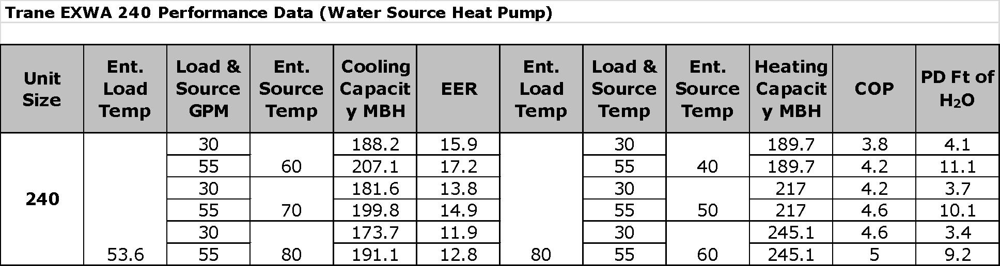 Trane EXWA 240 Performance Data (Water Source Heat Pump)
Unit Size Ent. Load Temp Load & Source GPM Ent. Source Temp Cooling Capacit y MBH EER Ent. Load Temp Load & Source Temp Ent. Source Temp Heating Capacit y MBH COP PD Ft of H₂O
30 188.2 15.9 30 189.7 3.8 4.1
55 60 207.1 17.2 55 40 189.7 4.2 11.1
30 181.6 13.8 30 217 4.2 3.7
240
55 70 199.8 14.9 55 50 217 4.6 10.1
30 173.7 11.9 30 245.1 4.6 3.4
53.6 55 80 191.1 12.8 80 55 60 245.1 5 9.2